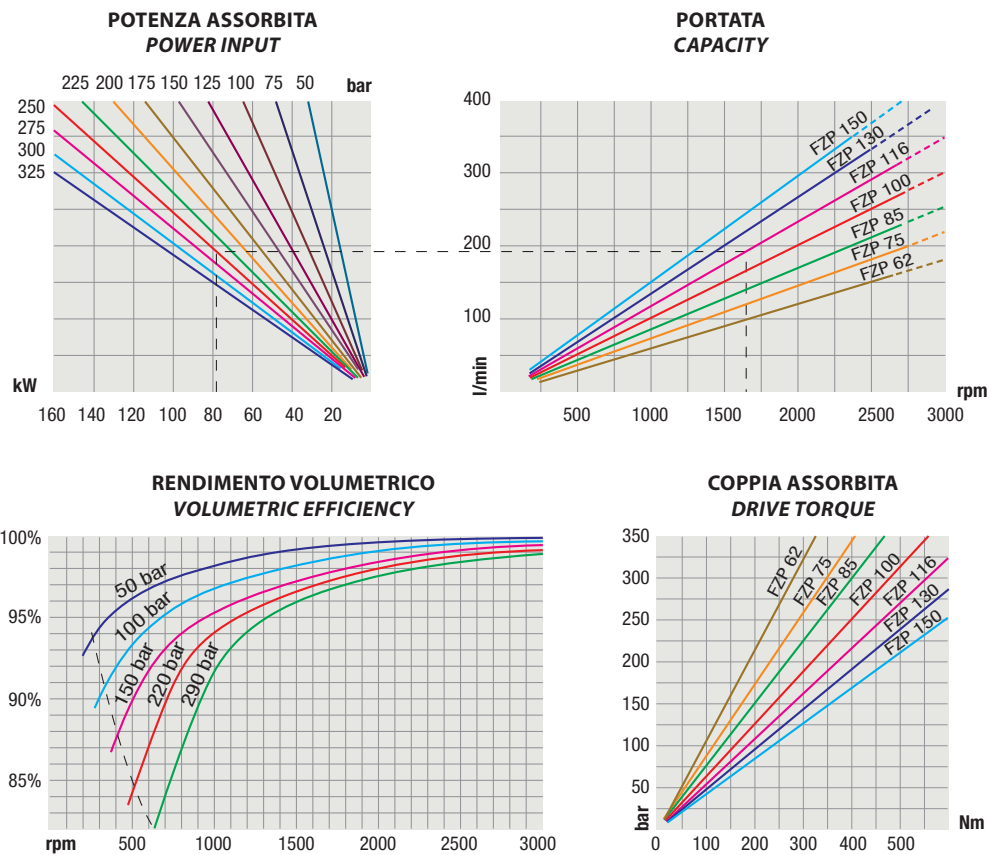 POTENZA ASSORBITA
POWER INPUT
225 200 175 150 125 100 75 50 bar
250
275
300
325
kW
160 140 120 100 80 60 40 20
PORTATA
CAPACITY
400
300
200
100
l/min
FZP 150
FZP 130
FZP 116
FZP 100
FZP 85
FZP 75
FZP 62
rpm
500 1000 1500 2000 2500 3000
RENDIMENTO VOLUMETRICO
VOLUMETRIC EFFICIENCY
100%
95%
90%
85%
50 bar
100 bar
150 bar
220 bar
290 bar
rpm 500 1000 1500 2000 2500 3000
COPPIA ASSORBITA
DRIVE TORQUE
350
300
250
200
150
100
50
bar
FZP 62
FZP 75
FZP 85
FZP 100
FZP 116
FZP 130
FZP 150
Nm
0 100 200 300 400 500